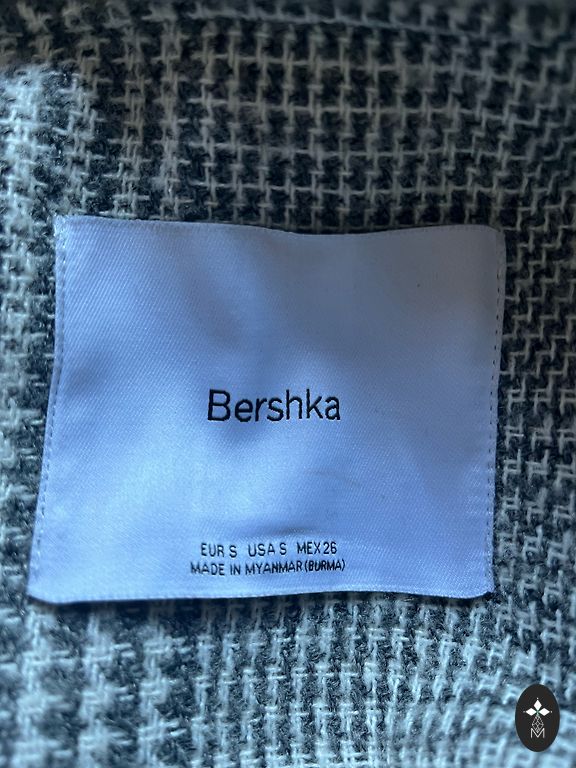 Bershka
EUR S USA S MEX 26
MADE IN MYANMAR (BURMA)
M